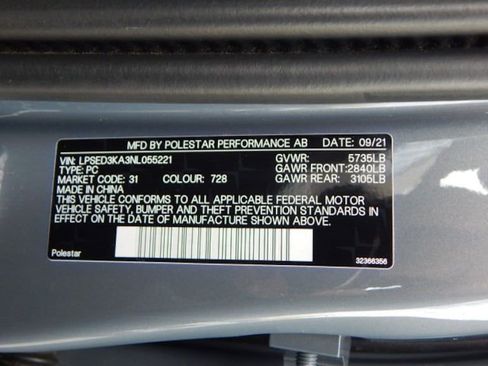 MFD BY POLESTAR PERFORMANCE AB DATE: 09/21
VIN: LPSED3KA3NL055221 GVWR: 5735LB
TYPE: PC GAWR FRONT: 2840LB
MARKET CODE: 31 COLOUR: 728 GAWR REAR: 3105LB
MADE IN CHINA
THIS VEHICLE CONFORMS TO ALL APPLICABLE FEDERAL MOTOR
VEHICLE SAFETY, BUMPER AND THEFT PREVENTION STANDARDS IN
EFFECT ON THE DATE OF MANUFACTURE SHOWN ABOVE.
Polestar 32366356